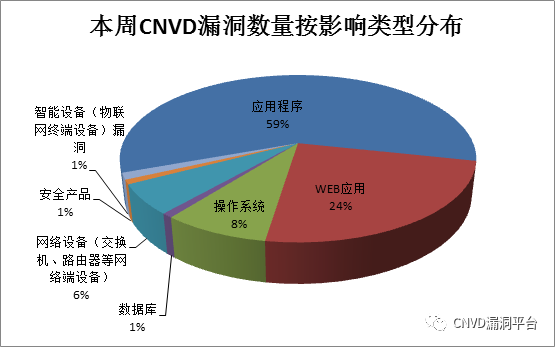 本周CNVD漏洞数量按影响类型分布
应用程序
59%
智能设备（物联
网终端设备）漏
洞
1%
安全产品
1%
网络设备（交换
机、路由器等网
络端设备）
6%
数据库
1%
操作系统
8%
WEB应用
24%
CNVD漏洞平台